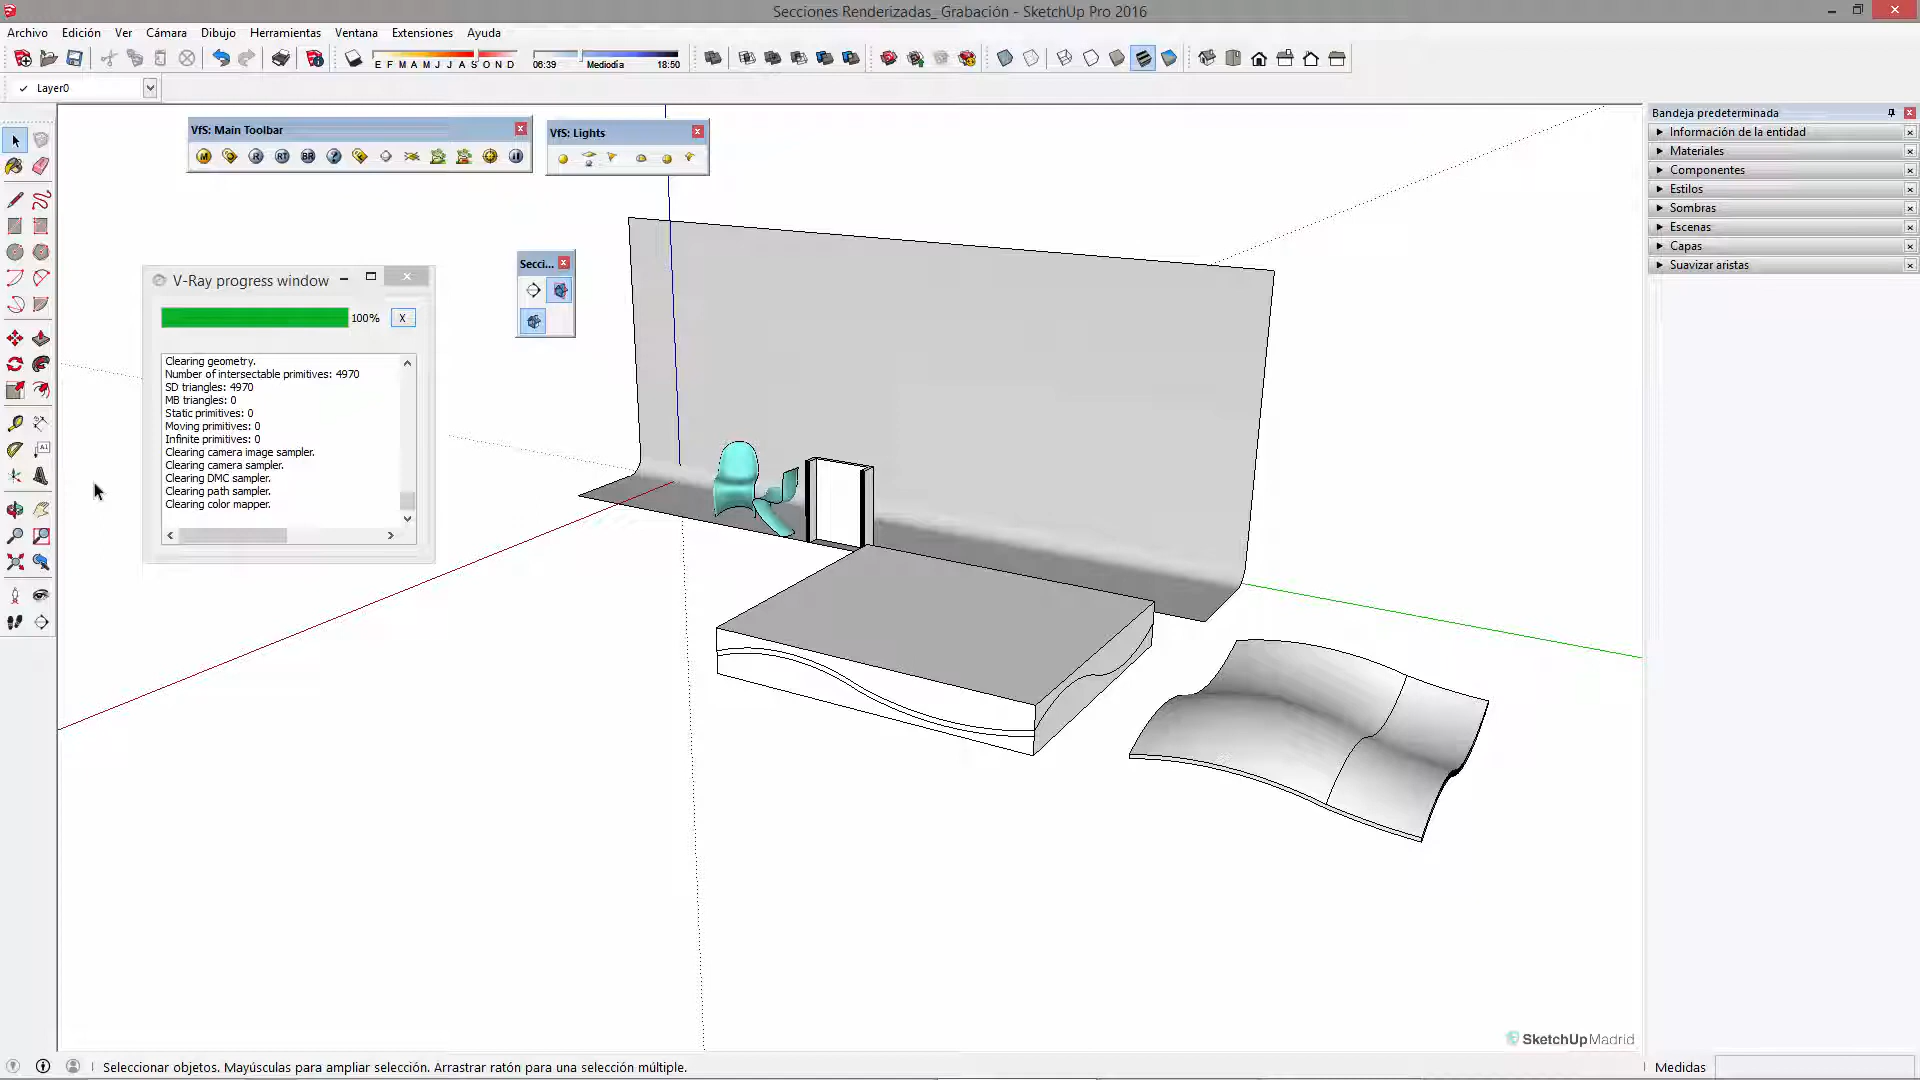 Secciones Renderizadas_ Grabación - SketchUp Pro 2016
Archivo Edición Ver Cámara Dibujo Herramientas Ventana Extensiones Ayuda
E F M A M J J A S O N D 06:39 Mediodía 18:50
Layer0
Bandeja predeterminada
Información de la entidad
Materiales
Componentes
Estilos
Sombras
Escenas
Capas
Suavizar aristas
VfS: Main Toolbar
M R RT BR ?
VfS: Lights
Secci...
V-Ray progress window
100% X
Clearing geometry.
Number of intersectable primitives: 4970
SD triangles: 4970
MB triangles: 0
Static primitives: 0
Moving primitives: 0
Infinite primitives: 0
Clearing camera image sampler.
Clearing camera sampler.
Clearing DMC sampler.
Clearing path sampler.
Clearing color mapper.
SketchUpMadrid
Seleccionar objetos. Mayúsculas para ampliar selección. Arrastrar ratón para una selección múltiple.
Medidas